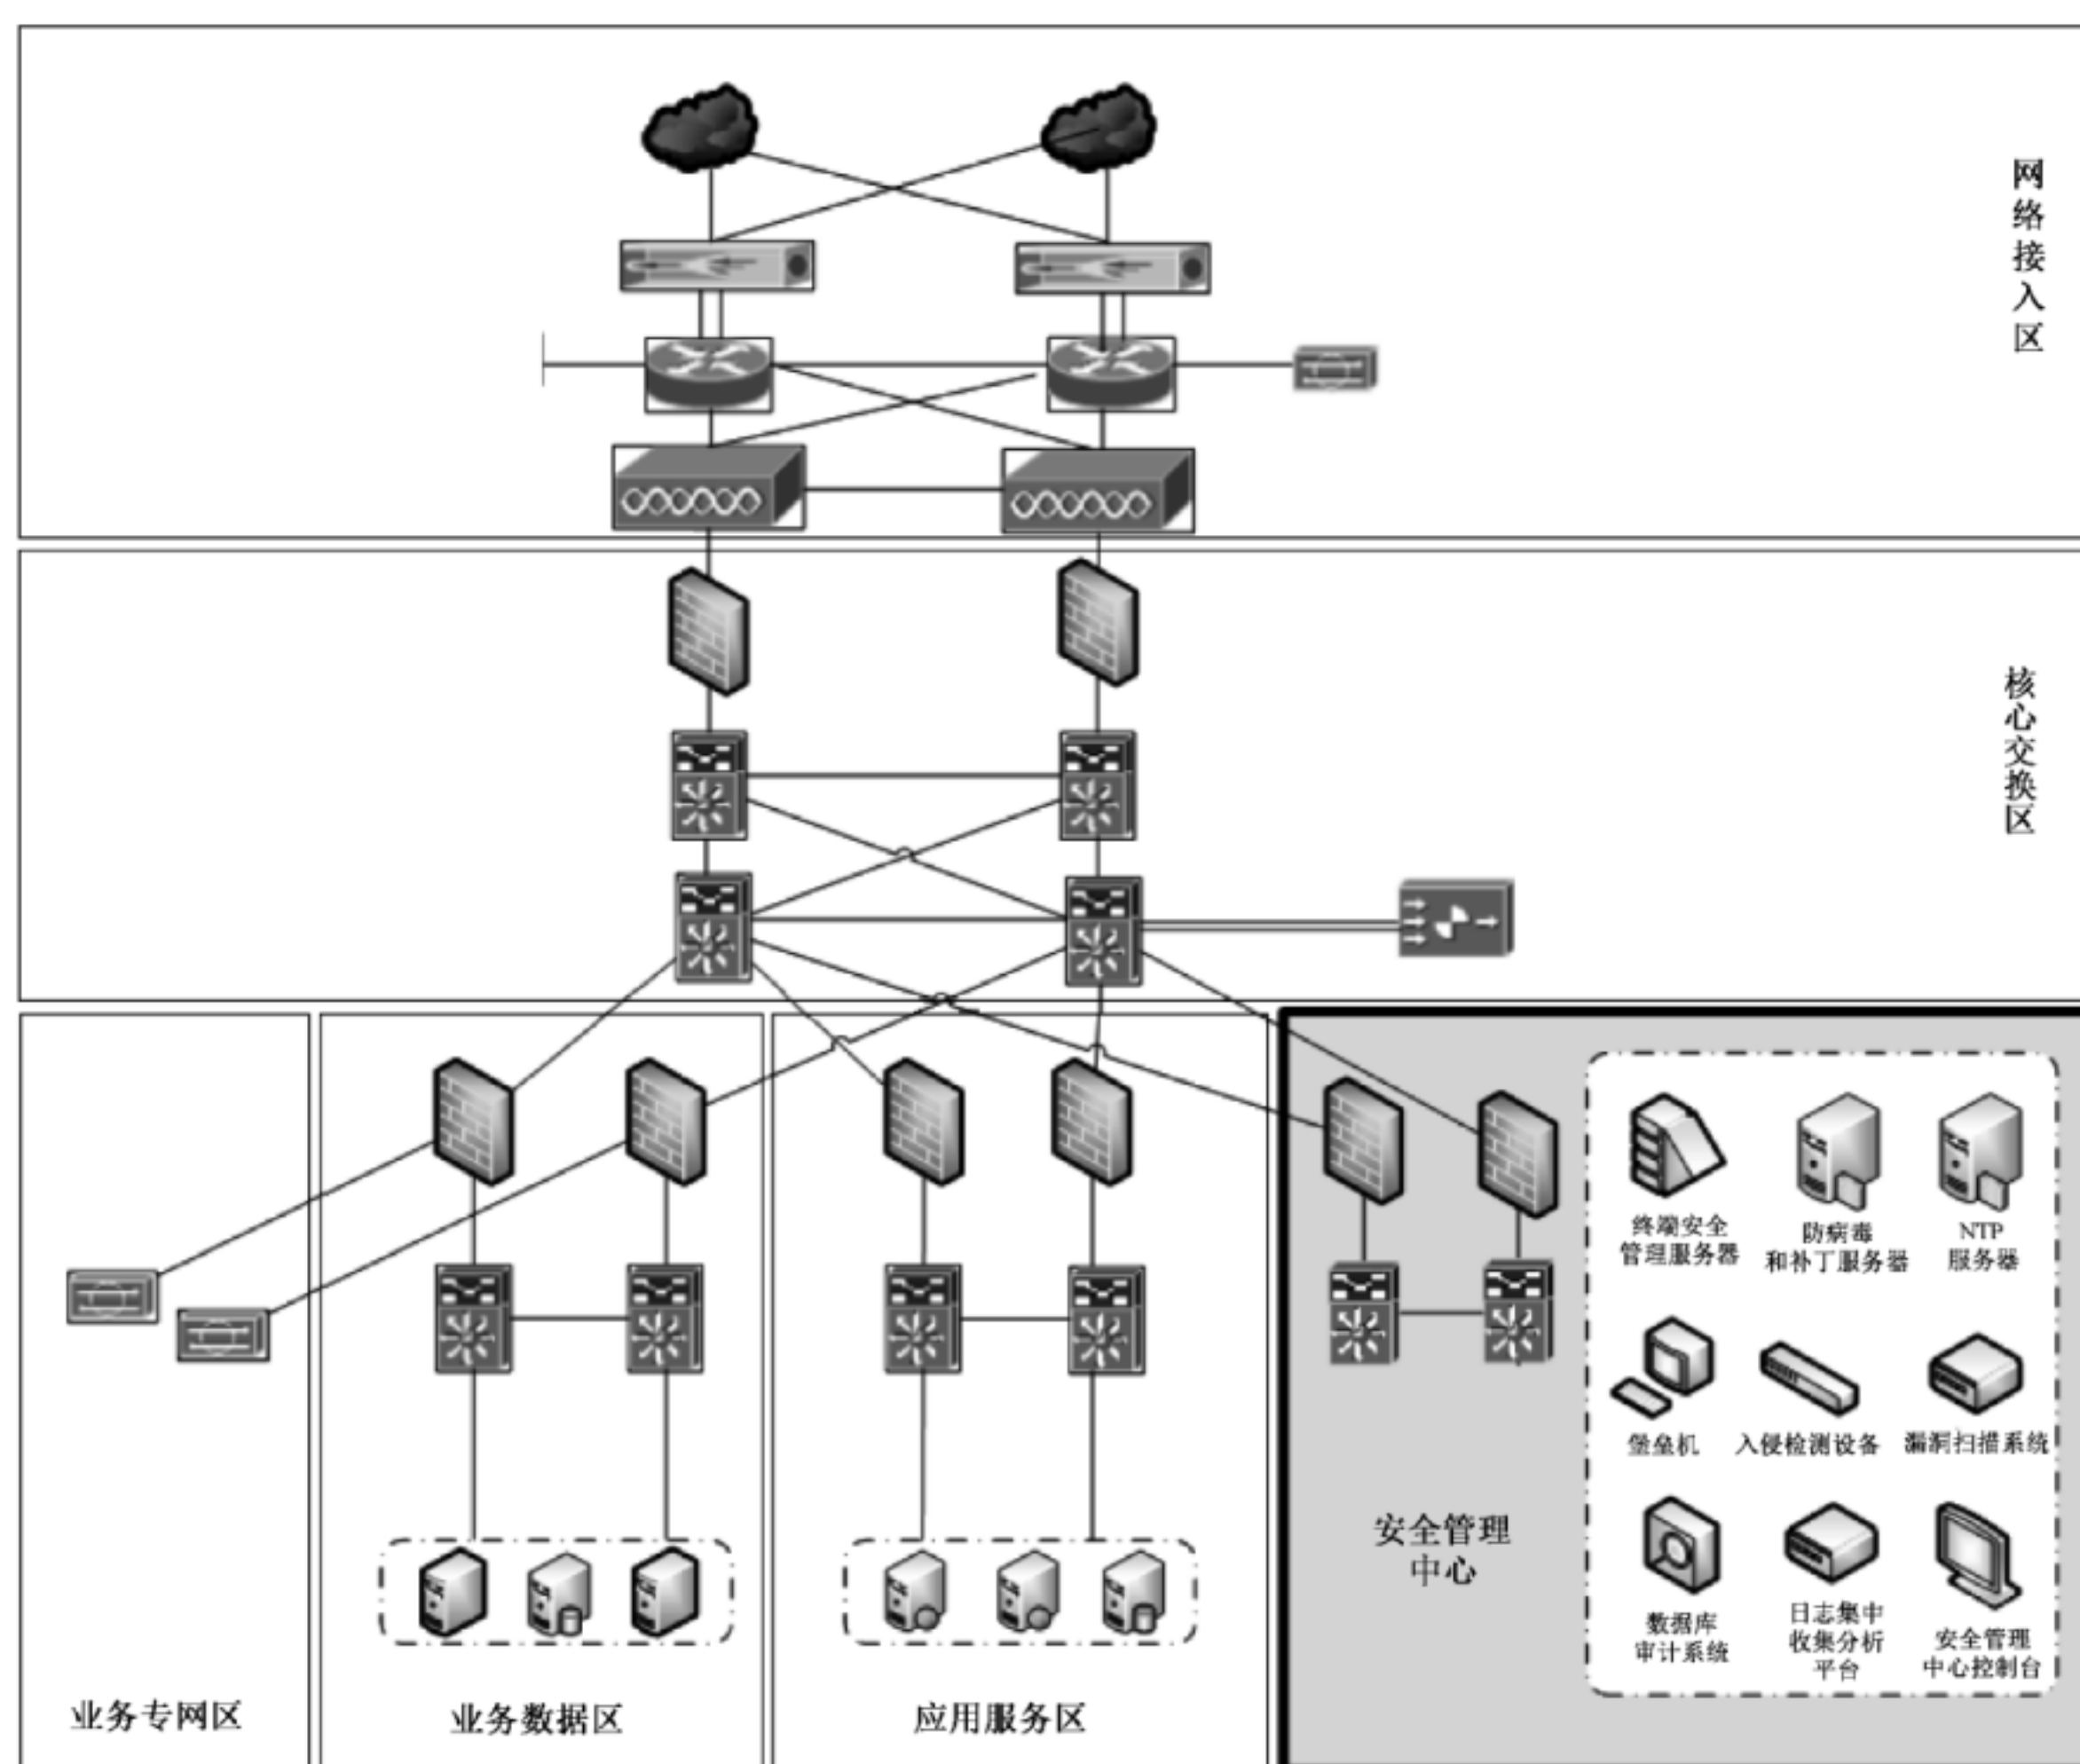 网络接入区
核心交换区
终端安全
管理服务器
防病毒
和补丁服务器
NTP
服务器
堡垒机
入侵检测设备
漏洞扫描系统
安全管理
中心
数据库
审计系统
日志集中
收集分析
平台
安全管理
中心控制台
业务专网区
业务数据区
应用服务区